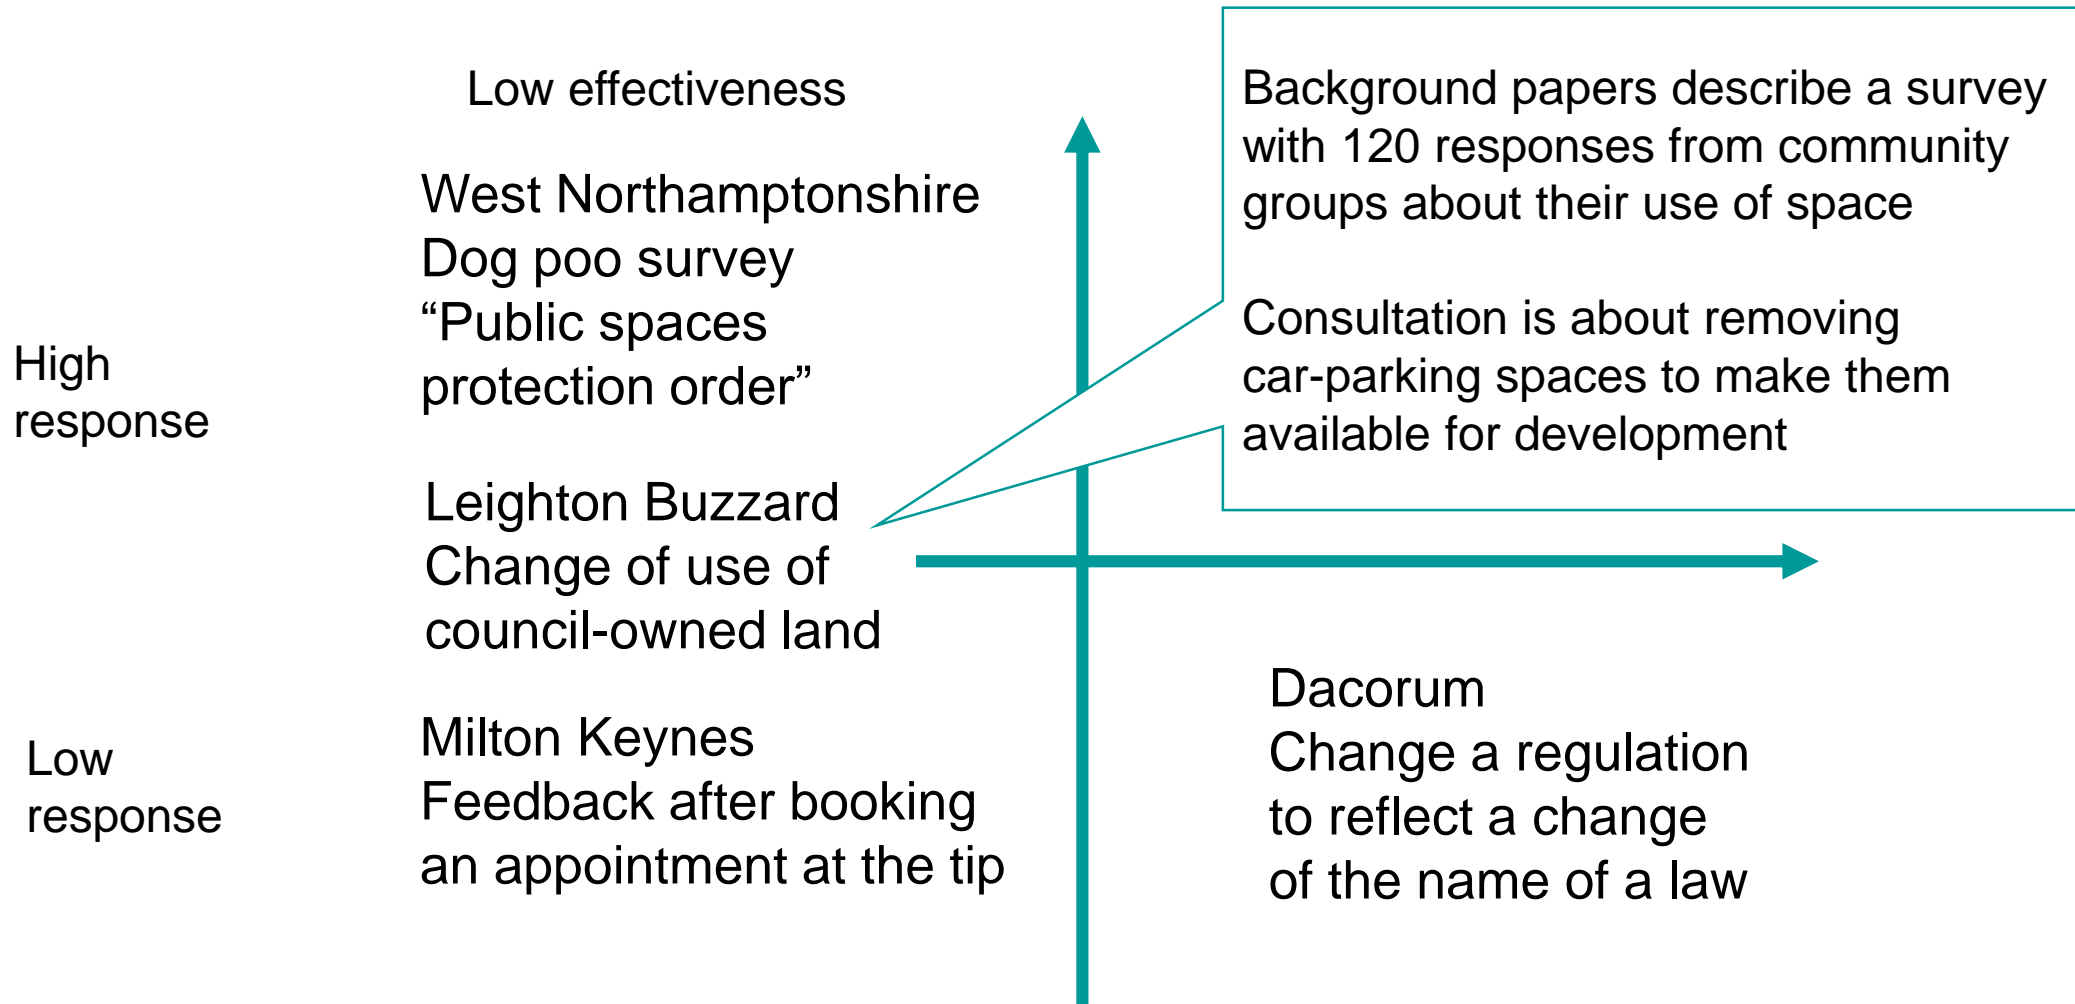 Low effectiveness
West Northamptonshire
Dog poo survey
“Public spaces
protection order”
High
response
Leighton Buzzard
Change of use of
council-owned land
Background papers describe a survey
with 120 responses from community
groups about their use of space
Consultation is about removing
car-parking spaces to make them
available for development
Low
response
Milton Keynes
Feedback after booking
an appointment at the tip
Dacorum
Change a regulation
to reflect a change
of the name of a law